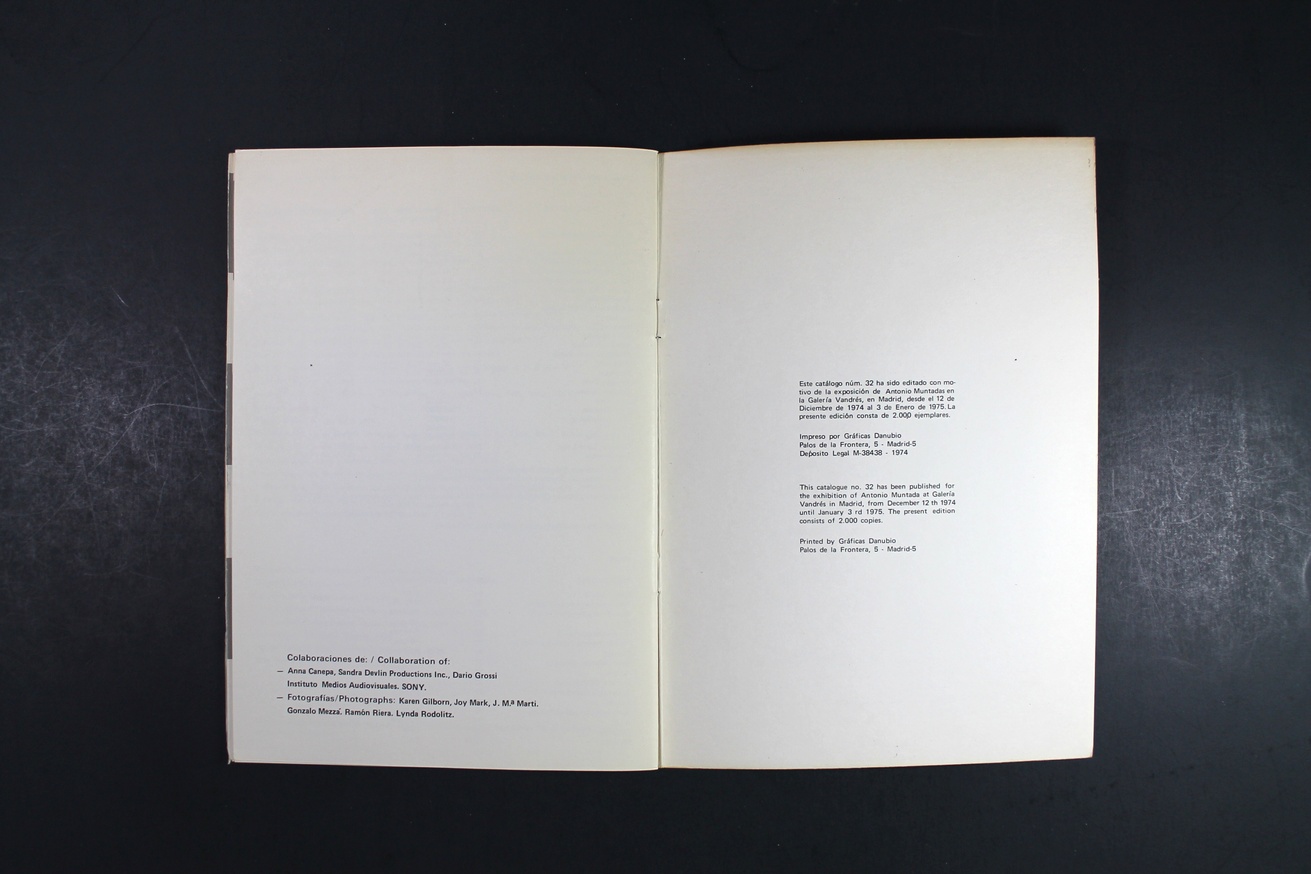 Colaboraciones de: / Collaboration of:
— Anna Canepa, Sandra Devlin Productions Inc., Dario Grossi
Instituto Medios Audiovisuales. SONY.
— Fotografías/Photographs: Karen Gilborn, Joy Mark, J. M.ª Marti.
Gonzalo Mezzá. Ramón Riera. Lynda Rodolitz.
Este catálogo núm. 32 ha sido editado con mo-
tivo de la exposición de Antonio Muntadas en
la Galería Vandrés, en Madrid, desde el 12 de
Diciembre de 1974 al 3 de Enero de 1975. La
presente edición consta de 2.000 ejemplares.
Impreso por Gráficas Danubio
Palos de la Frontera, 5 - Madrid-5
Depósito Legal M-38438 - 1974
This catalogue no. 32 has been published for
the exhibition of Antonio Muntada at Galería
Vandrés in Madrid, from December 12 th 1974
until January 3 rd 1975. The present edition
consists of 2.000 copies.
Printed by Gráficas Danubio
Palos de la Frontera, 5 - Madrid-5